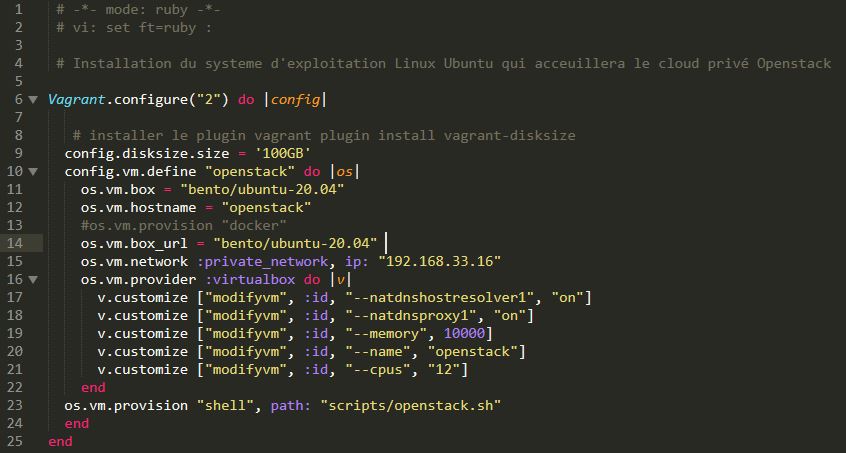 1 # -*- mode: ruby -*-
2 # vi: set ft=ruby :
3
4 # Installation du systeme d'exploitation Linux Ubuntu qui acceuillera le cloud privé Openstack
5
6 Vagrant.configure("2") do |config|
7
8 # installer le plugin vagrant plugin install vagrant-disksize
9 config.disksize.size = '100GB'
10 config.vm.define "openstack" do |os|
11 os.vm.box = "bento/ubuntu-20.04"
12 os.vm.hostname = "openstack"
13 #os.vm.provision "docker"
14 os.vm.box_url = "bento/ubuntu-20.04"
15 os.vm.network :private_network, ip: "192.168.33.16"
16 os.vm.provider :virtualbox do |v|
17 v.customize ["modifyvm", :id, "--natdnshostresolver1", "on"]
18 v.customize ["modifyvm", :id, "--natdnsproxy1", "on"]
19 v.customize ["modifyvm", :id, "--memory", 10000]
20 v.customize ["modifyvm", :id, "--name", "openstack"]
21 v.customize ["modifyvm", :id, "--cpus", "12"]
22 end
23 os.vm.provision "shell", path: "scripts/openstack.sh"
24 end
25 end